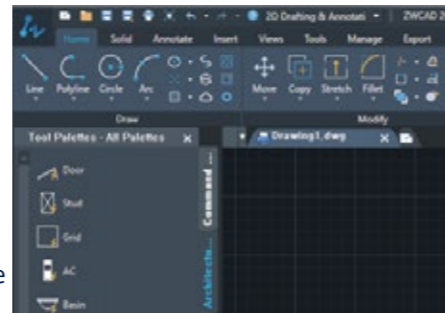 2D Drafting & Annotati
ZWCAD 2
Home Solid Annotate Insert Views Tools Manage Export
Line Polyline Circle Arc Move Copy Stretch Fillet
Draw Modify
Tool Palettes - All Palettes
Drawing1.dwg
Door
Stud
Grid
AC
Basin
Command ...
Architectu...
e